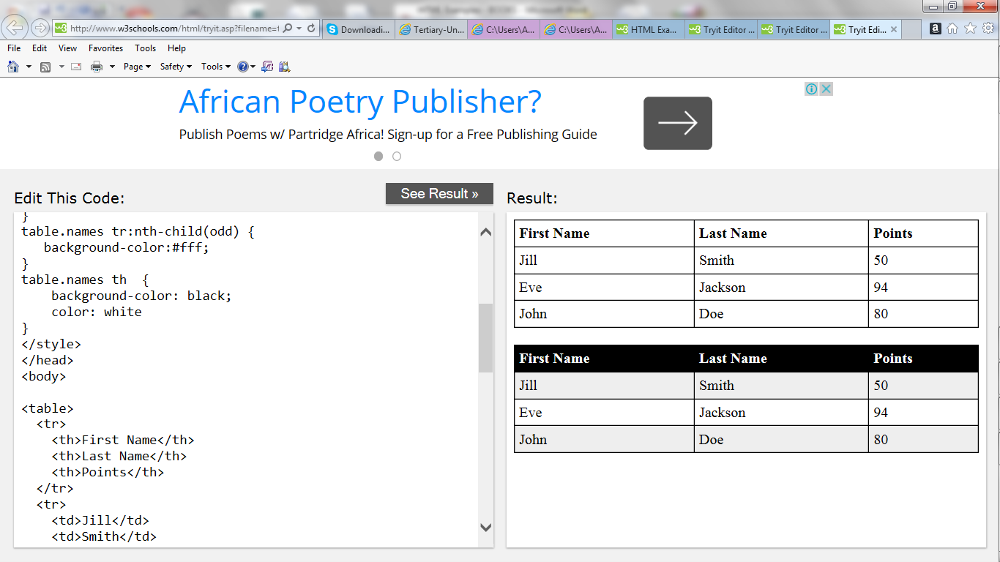 http://www.w3schools.com/html/tryit.asp?filename=t
Downloadi...
Tertiary-Un...
C:\Users\A...
C:\Users\A...
HTML Exa...
Tryit Editor ...
Tryit Editor ...
Tryit Edi...
File Edit View Favorites Tools Help
Page Safety Tools
African Poetry Publisher?
Publish Poems w/ Partridge Africa! Sign-up for a Free Publishing Guide
Edit This Code:
See Result »
}
table.names tr:nth-child(odd) {
   background-color:#fff;
}
table.names th  {
    background-color: black;
    color: white
}
</style>
</head>
<body>

<table>
  <tr>
    <th>First Name</th>
    <th>Last Name</th>
    <th>Points</th>
  </tr>
  <tr>
    <td>Jill</td>
    <td>Smith</td>
Result:
First Name Last Name Points
Jill Smith 50
Eve Jackson 94
John Doe 80
First Name Last Name Points
Jill Smith 50
Eve Jackson 94
John Doe 80